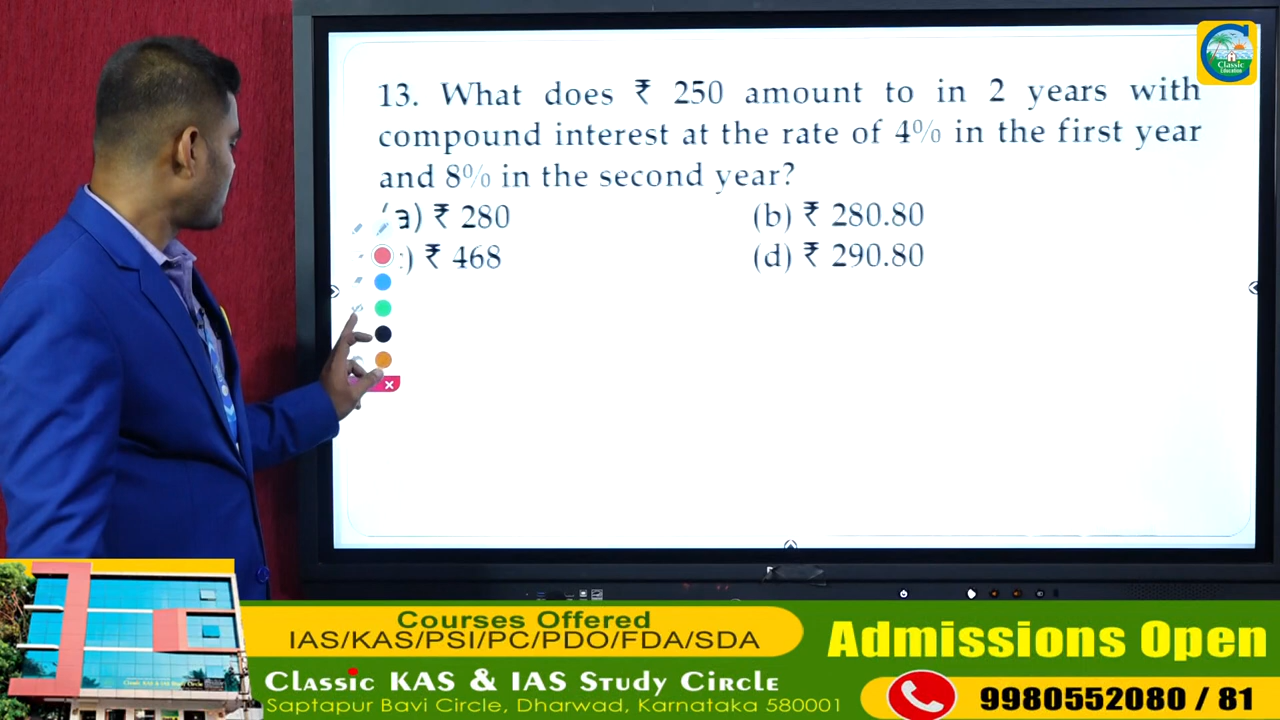 Classic
Education
13. What does ₹ 250 amount to in 2 years with
compound interest at the rate of 4% in the first year
and 8% in the second year?
a) ₹ 280
(b) ₹ 280.80
) ₹ 468
(d) ₹ 290.80
Courses Offered
IAS/KAS/PSI/PC/PDO/FDA/SDA
Admissions Open
Classic KAS & IAS Study Circle
Saptapur Bavi Circle, Dharwad, Karnataka 580001
9980552080 / 81